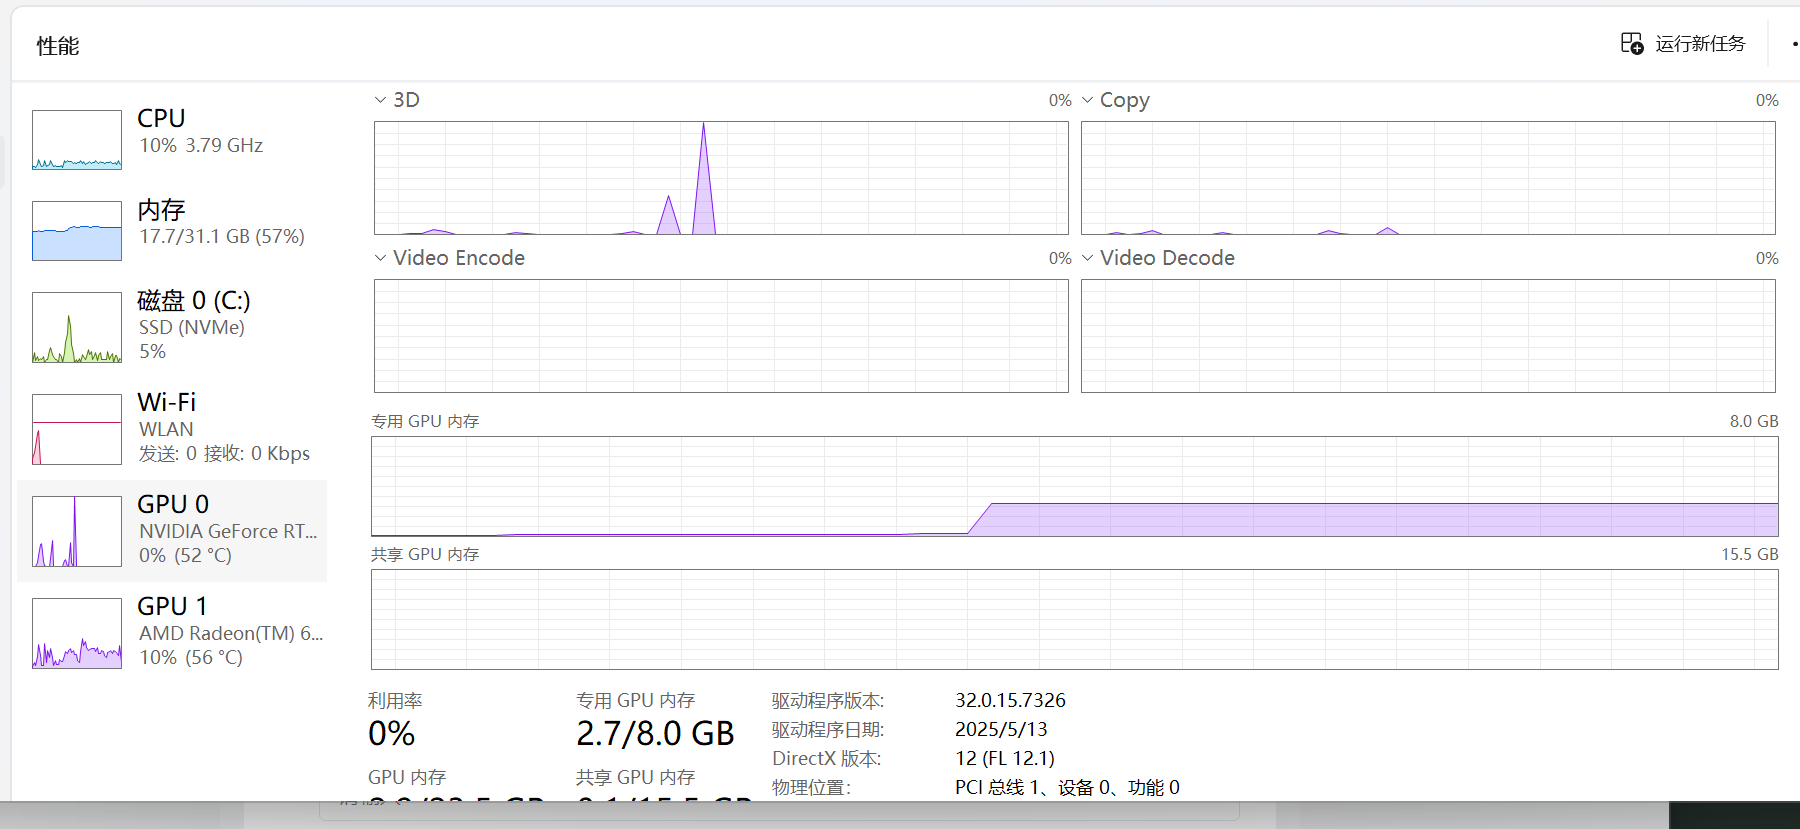 性能
运行新任务
CPU
10% 3.79 GHz
内存
17.7/31.1 GB (57%)
磁盘 0 (C:)
SSD (NVMe)
5%
Wi-Fi
WLAN
发送: 0 接收: 0 Kbps
GPU 0
NVIDIA GeForce RT...
0% (52 °C)
GPU 1
AMD Radeon(TM) 6...
10% (56 °C)
3D 0%
Copy 0%
Video Encode 0%
Video Decode 0%
专用 GPU 内存 8.0 GB
共享 GPU 内存 15.5 GB
利用率
0%
专用 GPU 内存
2.7/8.0 GB
GPU 内存
共享 GPU 内存
驱动程序版本: 32.0.15.7326
驱动程序日期: 2025/5/13
DirectX 版本: 12 (FL 12.1)
物理位置: PCI 总线 1、设备 0、功能 0